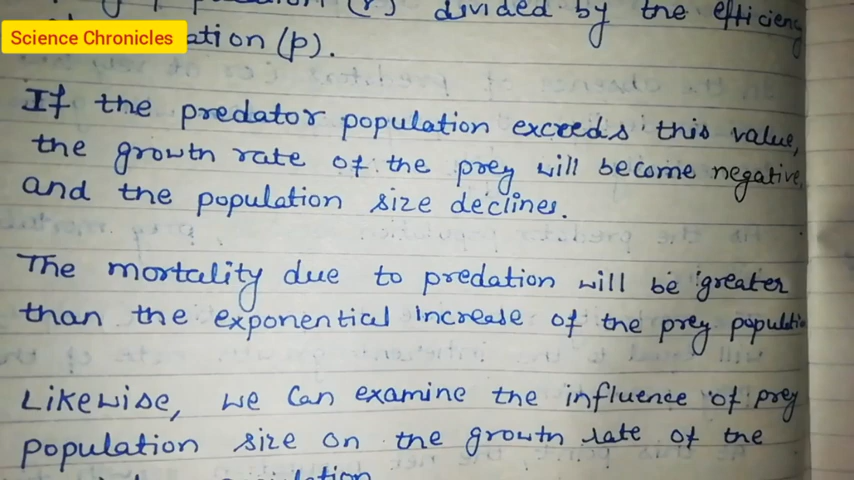 (r) divided by the efficiency
Science Chronicles
ation (p).
If the predator population exceeds this value,
the growth rate of the prey will become negative,
and the population size declines.
The mortality due to predation will be greater
than the exponential increase of the prey populatio
Likewise, we can examine the influence of prey
population size on the growth rate of the